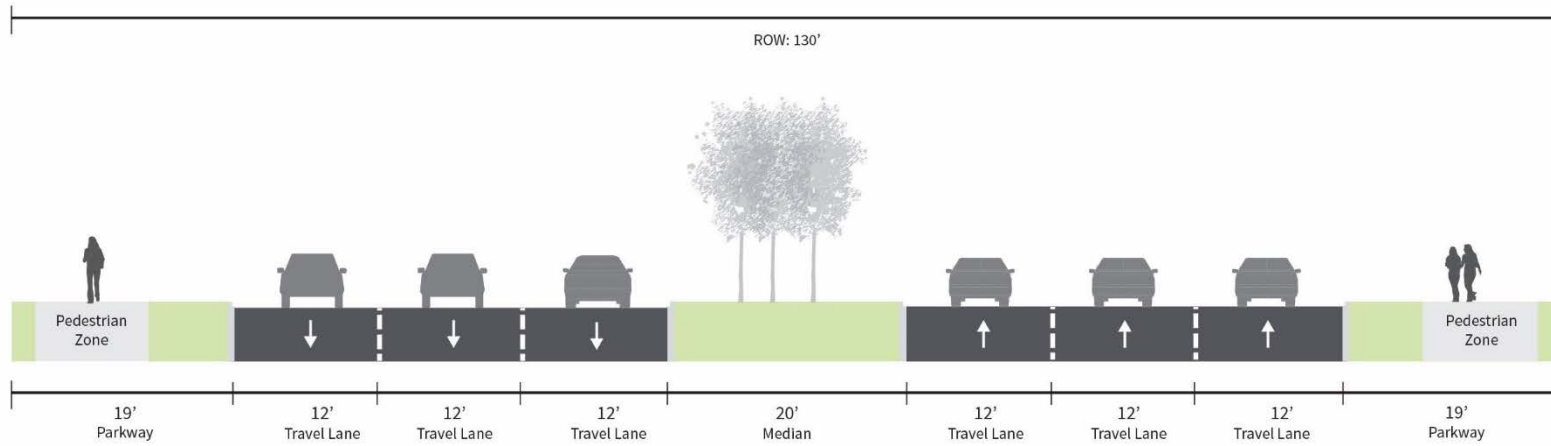 ROW: 130’
Pedestrian
Zone
Pedestrian
Zone
19’
Parkway
12’
Travel Lane
12’
Travel Lane
12’
Travel Lane
20’
Median
12’
Travel Lane
12’
Travel Lane
12’
Travel Lane
19’
Parkway